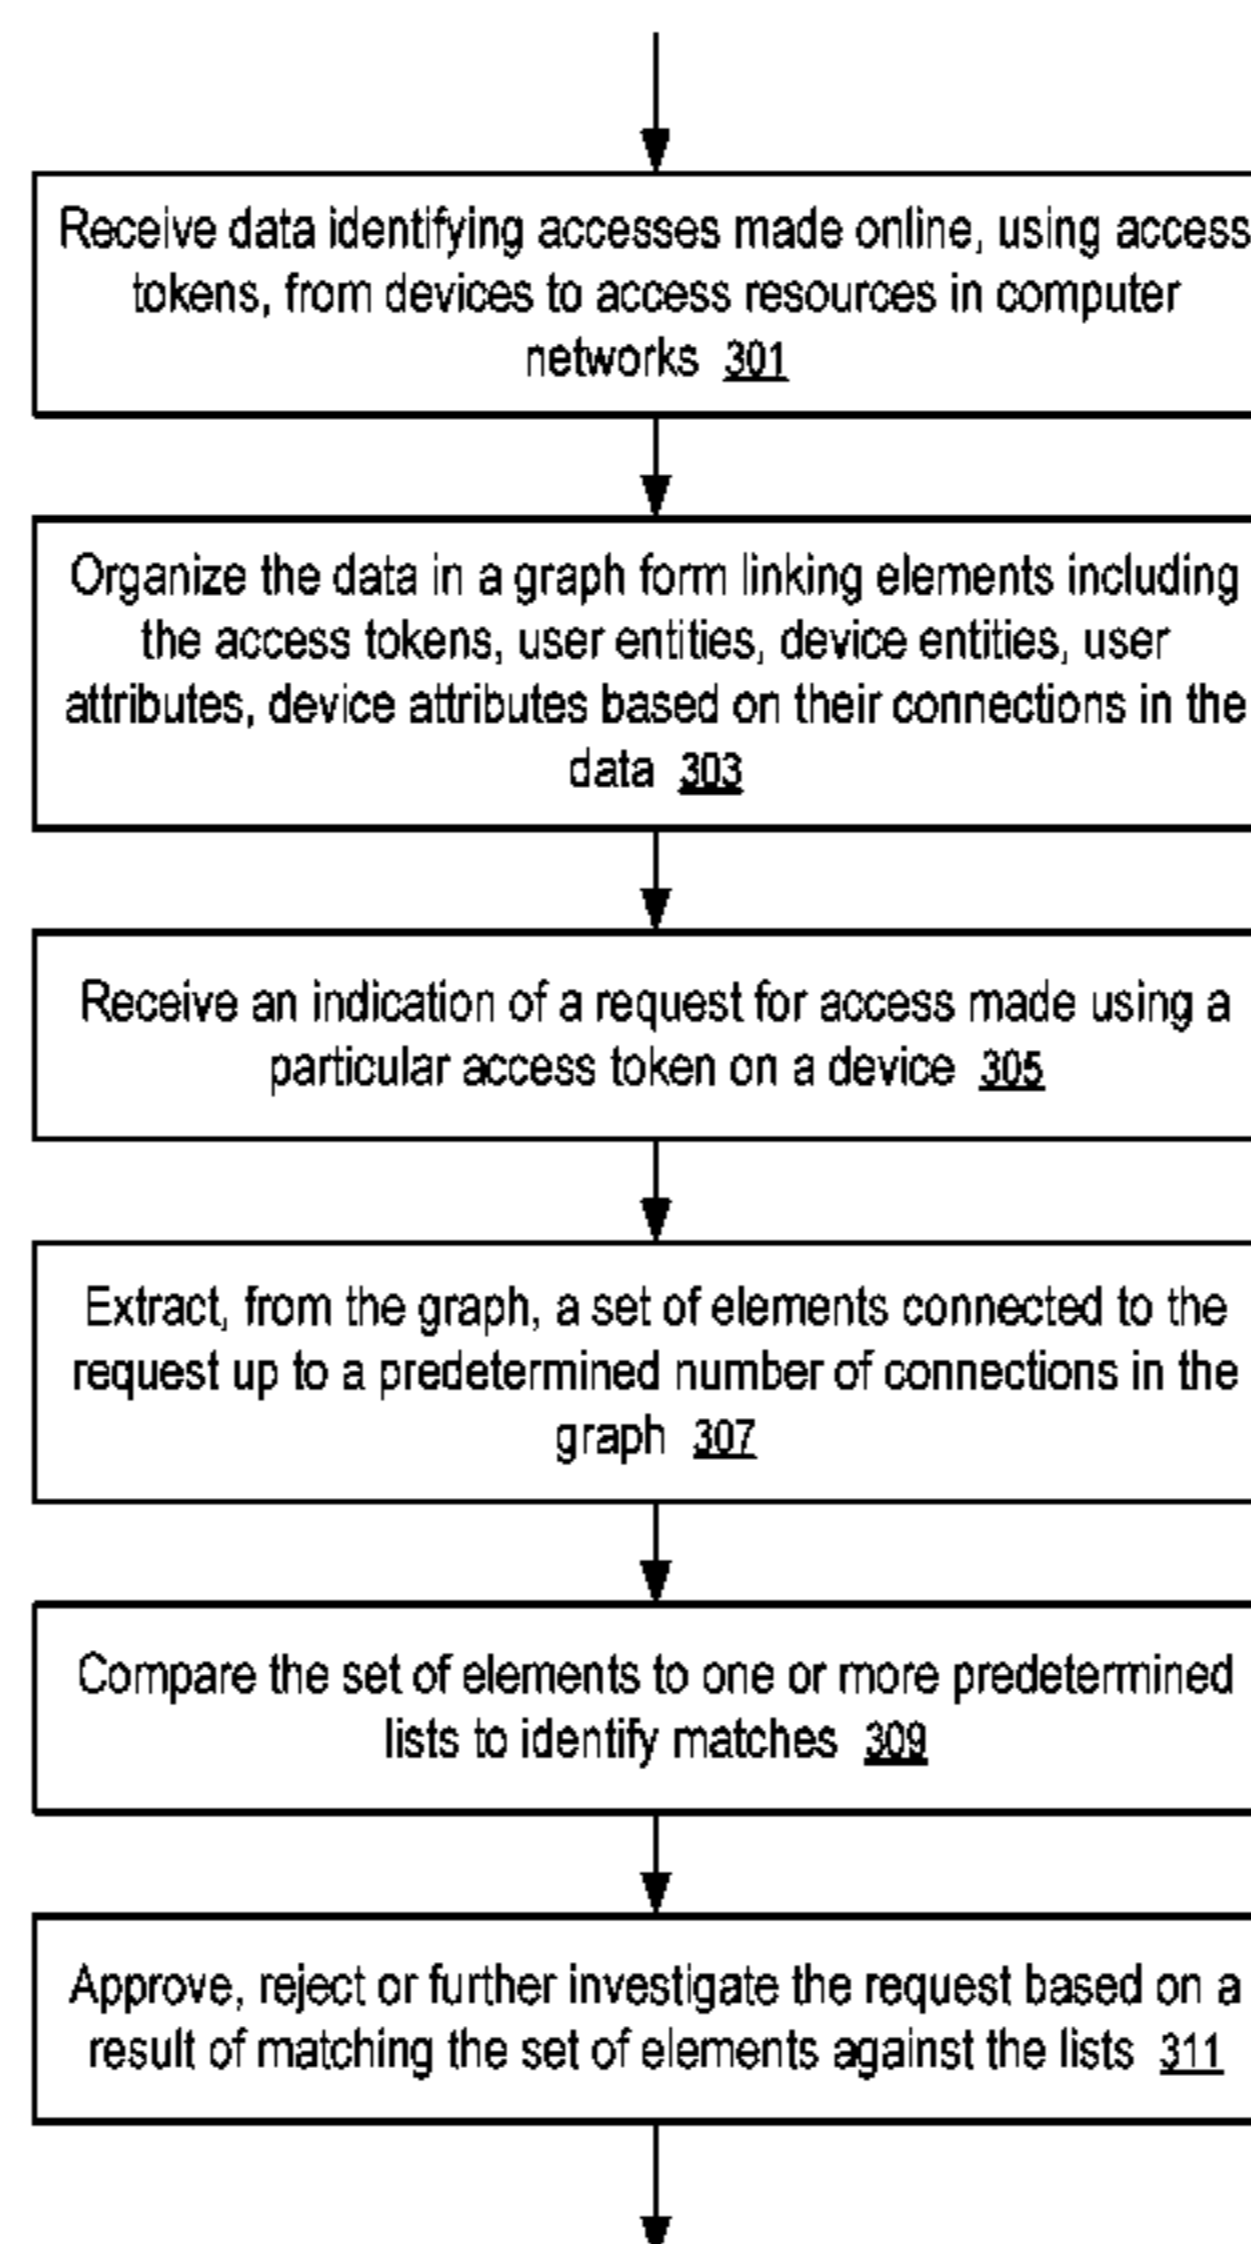 Receive data identifying accesses made online, using access
tokens, from devices to access resources in computer
networks 301
Organize the data in a graph form linking elements including
the access tokens, user entities, device entities, user
attributes, device attributes based on their connections in the
data 303
Receive an indication of a request for access made using a
particular access token on a device 305
Extract, from the graph, a set of elements connected to the
request up to a predetermined number of connections in the
graph 307
Compare the set of elements to one or more predetermined
lists to identify matches 309
Approve, reject or further investigate the request based on a
result of matching the set of elements against the lists 311